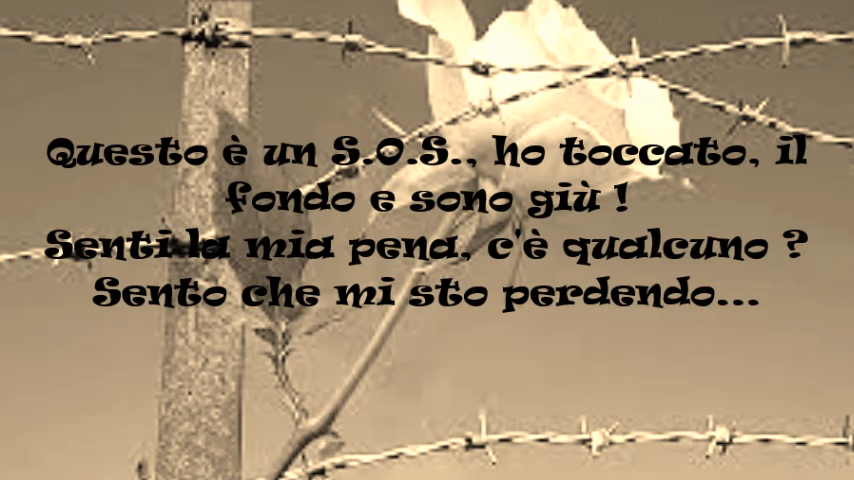 Questo è un S.O.S., ho toccato, il
fondo e sono giù !
Senti la mia pena, c'è qualcuno ?
Sento che mi sto perdendo...